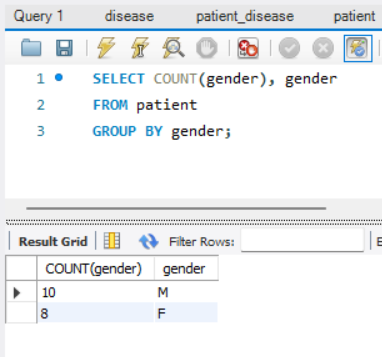 Query 1 disease patient_disease patient
1 SELECT COUNT(gender), gender
2 FROM patient
3 GROUP BY gender;
Result Grid Filter Rows: E
COUNT(gender) gender
10 M
8 F